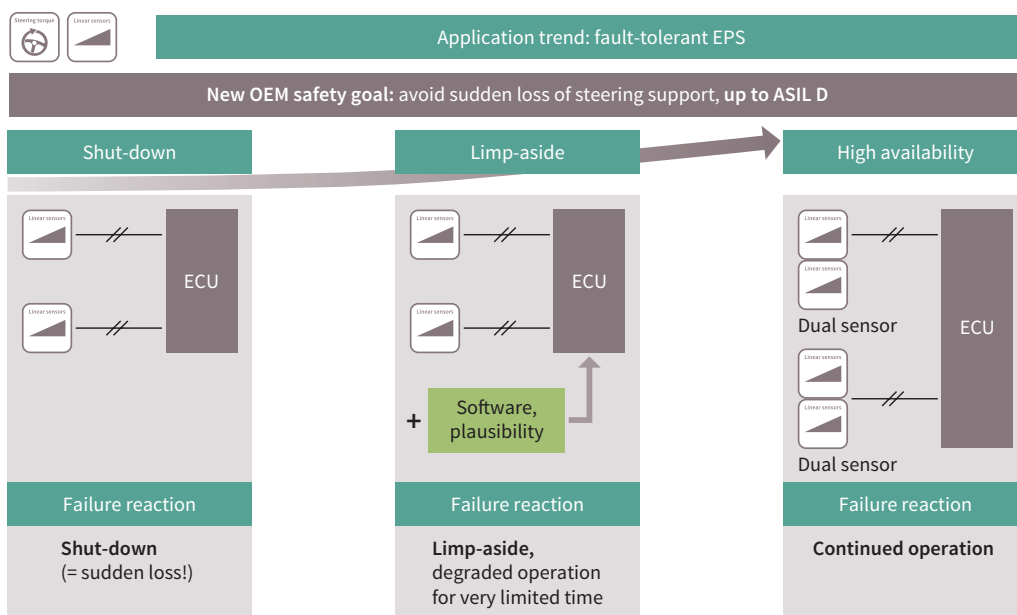 Steering torque
Linear sensors
Application trend: fault-tolerant EPS
New OEM safety goal: avoid sudden loss of steering support, up to ASIL D
Shut-down
Limp-aside
High availability
Linear sensors
Linear sensors
ECU
Linear sensors
Linear sensors
ECU
+
Software,
plausibility
Linear sensors
Linear sensors
Dual sensor
Linear sensors
Linear sensors
Dual sensor
ECU
Failure reaction
Failure reaction
Failure reaction
Shut-down
(= sudden loss!)
Limp-aside,
degraded operation
for very limited time
Continued operation